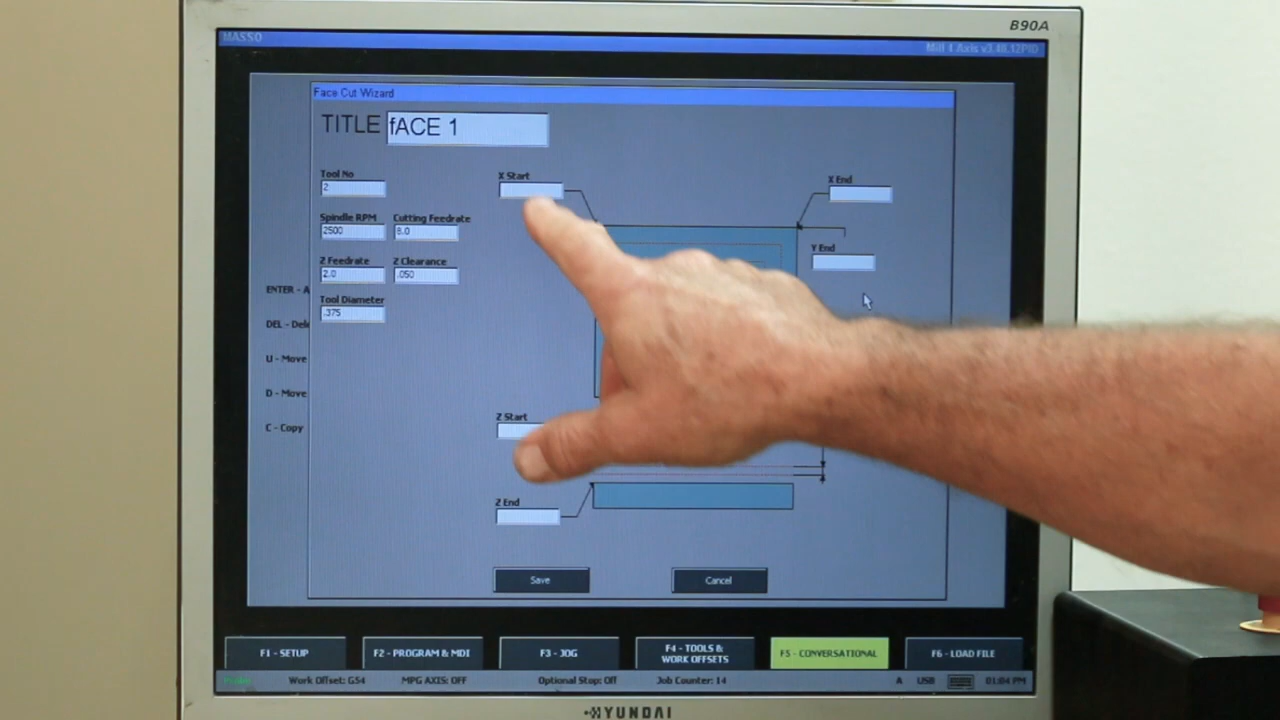 B90A
MASSO
Mill 4 Axis v3.48.12PID
Face Cut Wizard
TITLE fACE 1
Tool No
2
X Start
X End
Spindle RPM
Cutting Feedrate
2500
8.0
Y End
Z Feedrate
Z Clearance
2.0
.050
ENTER - A
Tool Diameter
.375
DEL - Dele
U - Move
D - Move
Z Start
C - Copy
Z End
Save
Cancel
F1 - SETUP
F2 - PROGRAM & MDI
F3 - JOG
F4 - TOOLS &
WORK OFFSETS
F5 - CONVERSATIONAL
F6 - LOAD FILE
Work Offset: G54
MPG AXIS: OFF
Optional Stop: Off
Job Counter: 14
A
USB
01:04 PM
HYUNDAI